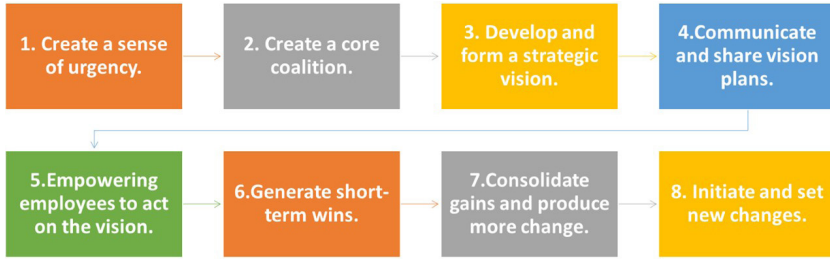 1. Create a sense
of urgency.
2. Create a core
coalition.
3. Develop and
form a strategic
vision.
4.Communicate
and share vision
plans.
5.Empowering
employees to act
on the vision.
6.Generate short-
term wins.
7.Consolidate
gains and produce
more change.
8. Initiate and set
new changes.